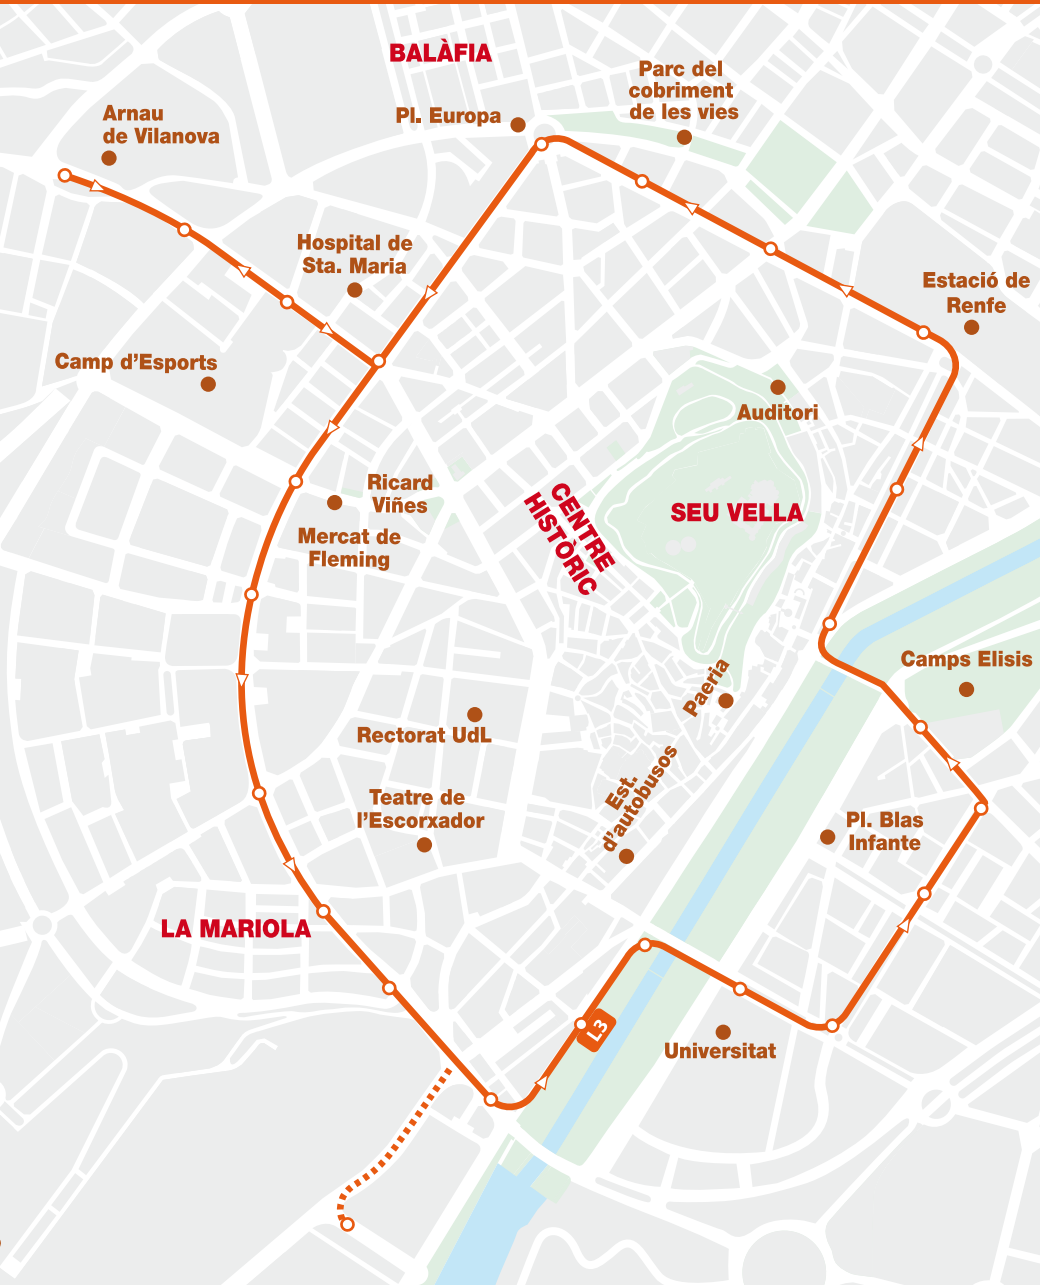 BALÀFIA
Parc del
cobriment
de les vies
Arnau
de Vilanova
Pl. Europa
Hospital de
Sta. Maria
Estació de
Renfe
Camp d'Esports
Auditori
Ricard
Viñes
CENTRE
HISTÒRIC
SEU VELLA
Mercat de
Fleming
Camps Elisis
Paeria
Rectorat UdL
Est.
d'autobusos
Teatre de
l'Escorxador
Pl. Blas
Infante
LA MARIOLA
L3
Universitat